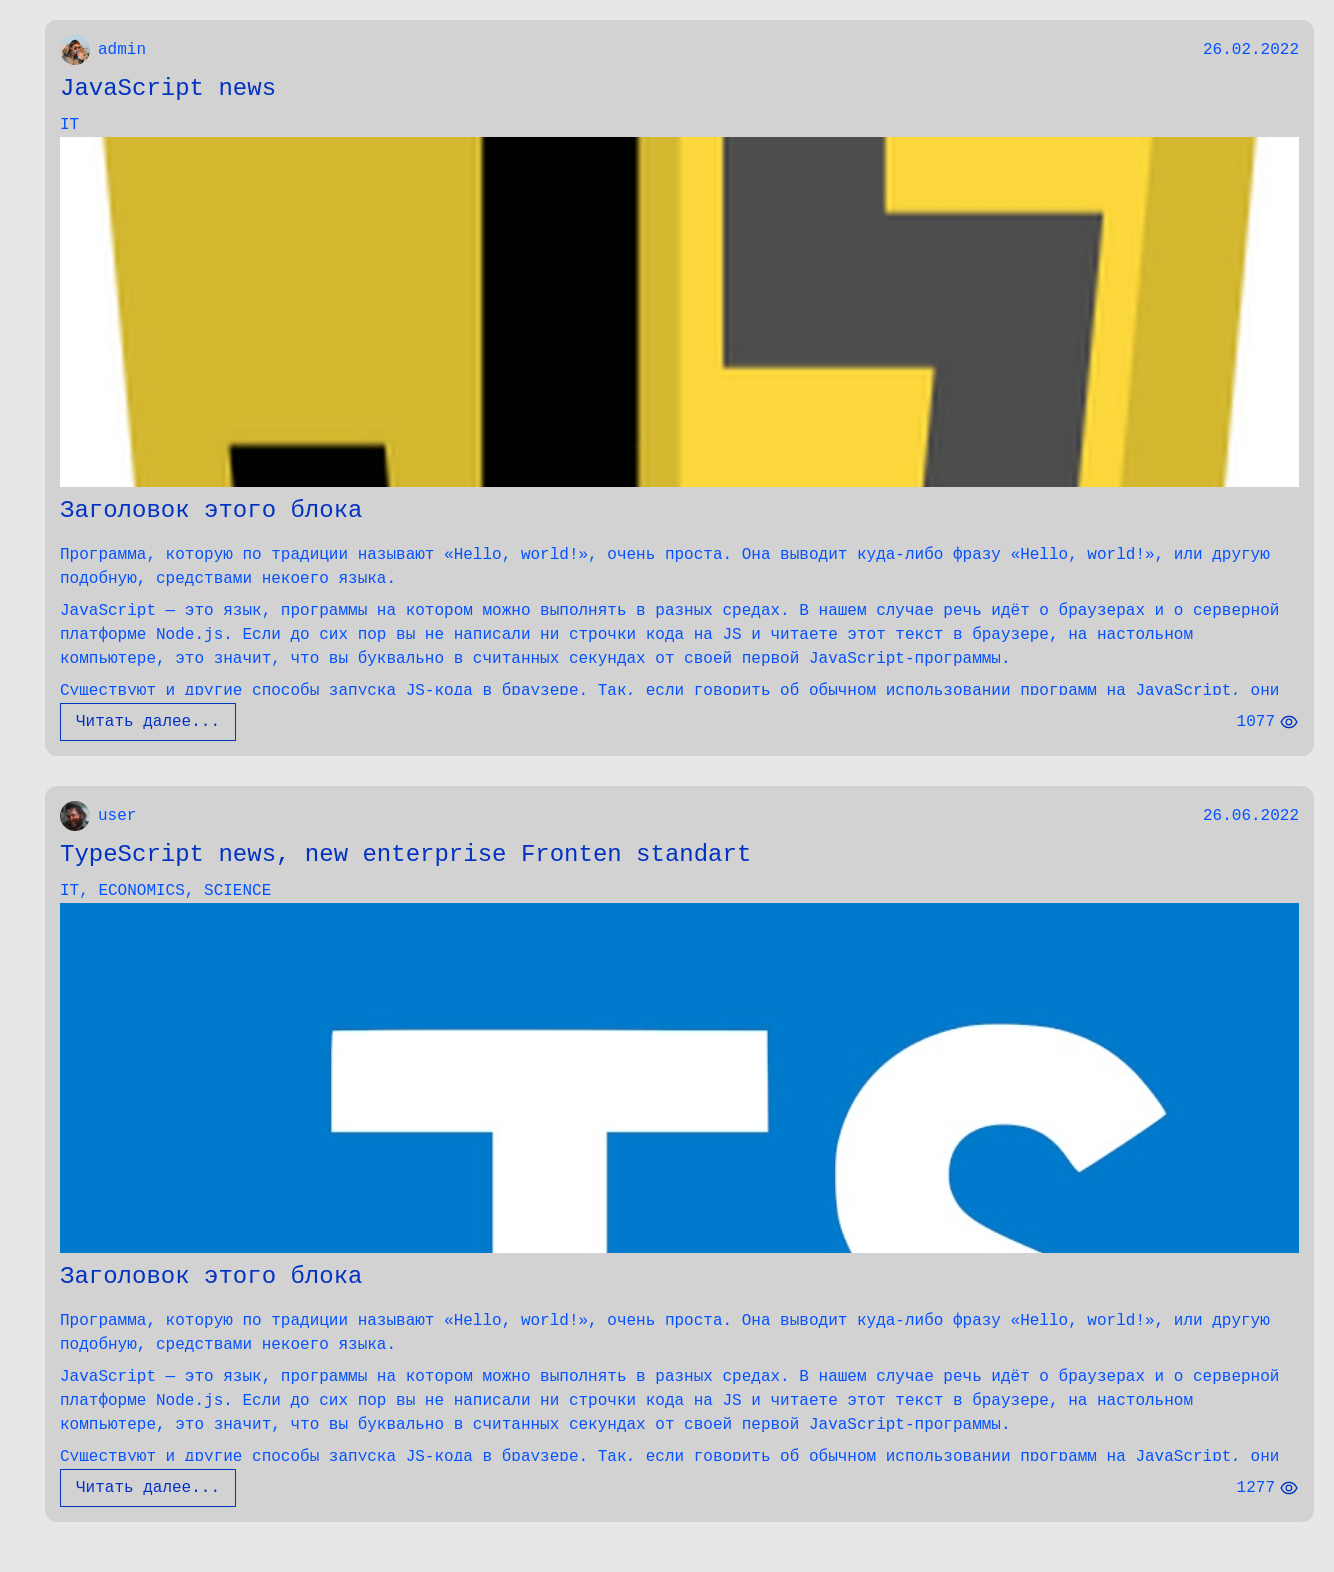 admin 26.02.2022
JavaScript news
IT
Заголовок этого блока
Программа, которую по традиции называют «Hello, world!», очень проста. Она выводит куда-либо фразу «Hello, world!», или другую
подобную, средствами некоего языка.
JavaScript — это язык, программы на котором можно выполнять в разных средах. В нашем случае речь идёт о браузерах и о серверной
платформе Node.js. Если до сих пор вы не написали ни строчки кода на JS и читаете этот текст в браузере, на настольном
компьютере, это значит, что вы буквально в считанных секундах от своей первой JavaScript-программы.
Существуют и другие способы запуска JS-кода в браузере. Так, если говорить об обычном использовании программ на JavaScript, они
Читать далее... 1077
user 26.06.2022
TypeScript news, new enterprise Fronten standart
IT, ECONOMICS, SCIENCE
TS
Заголовок этого блока
Программа, которую по традиции называют «Hello, world!», очень проста. Она выводит куда-либо фразу «Hello, world!», или другую
подобную, средствами некоего языка.
JavaScript — это язык, программы на котором можно выполнять в разных средах. В нашем случае речь идёт о браузерах и о серверной
платформе Node.js. Если до сих пор вы не написали ни строчки кода на JS и читаете этот текст в браузере, на настольном
компьютере, это значит, что вы буквально в считанных секундах от своей первой JavaScript-программы.
Существуют и другие способы запуска JS-кода в браузере. Так, если говорить об обычном использовании программ на JavaScript, они
Читать далее... 1277